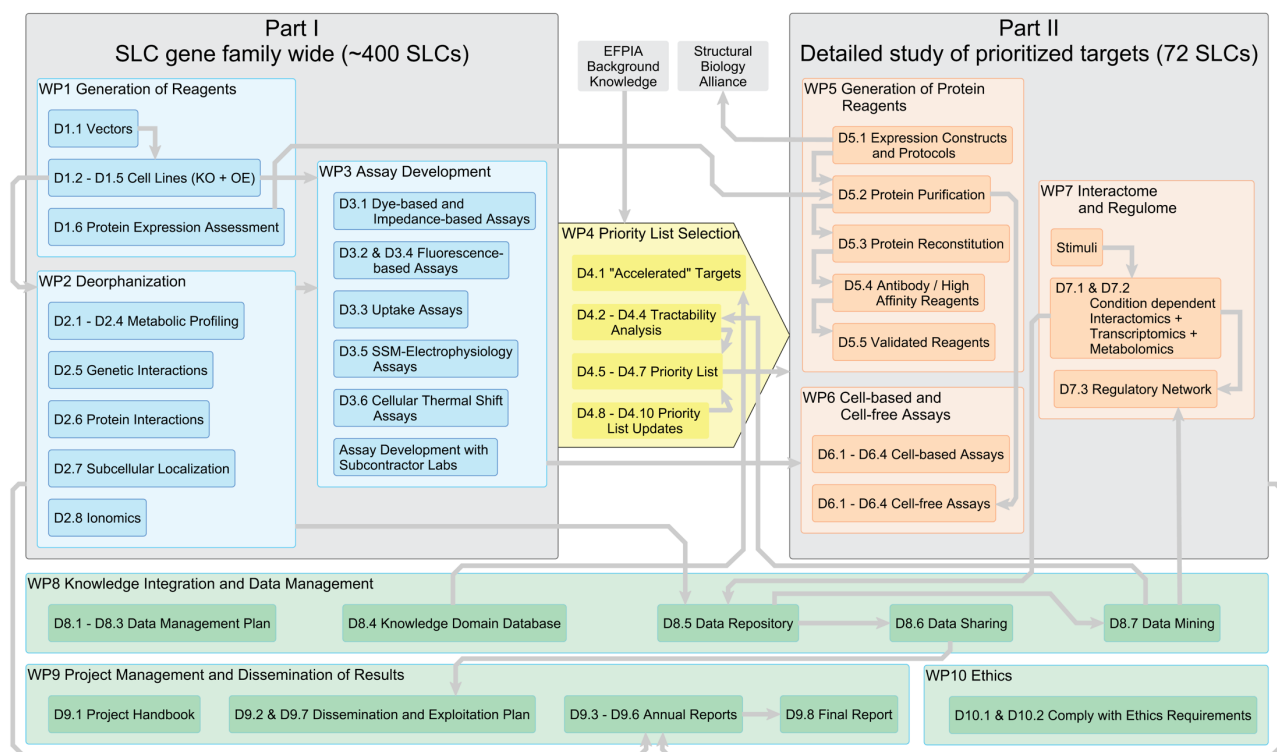 Part I
SLC gene family wide (~400 SLCs)
WP1 Generation of Reagents
D1.1 Vectors
D1.2 - D1.5 Cell Lines (KO + OE)
D1.6 Protein Expression Assessment
WP2 Deorphanization
D2.1 - D2.4 Metabolic Profiling
D2.5 Genetic Interactions
D2.6 Protein Interactions
D2.7 Subcellular Localization
D2.8 Ionomics
WP3 Assay Development
D3.1 Dye-based and
Impedance-based Assays
D3.2 & D3.4 Fluorescence-
based Assays
D3.3 Uptake Assays
D3.5 SSM-Electrophysiology
Assays
D3.6 Cellular Thermal Shift
Assays
Assay Development with
Subcontractor Labs
EFPIA
Background
Knowledge
Structural
Biology
Alliance
WP4 Priority List Selection
D4.1 "Accelerated" Targets
D4.2 - D4.4 Tractability
Analysis
D4.5 - D4.7 Priority List
D4.8 - D4.10 Priority
List Updates
Part II
Detailed study of prioritized targets (72 SLCs)
WP5 Generation of Protein
Reagents
D5.1 Expression Constructs
and Protocols
D5.2 Protein Purification
D5.3 Protein Reconstitution
D5.4 Antibody / High
Affinity Reagents
D5.5 Validated Reagents
WP6 Cell-based and
Cell-free Assays
D6.1 - D6.4 Cell-based Assays
D6.1 - D6.4 Cell-free Assays
WP7 Interactome
and Regulome
Stimuli
D7.1 & D7.2
Condition dependent
Interactomics +
Transcriptomics +
Metabolomics
D7.3 Regulatory Network
WP8 Knowledge Integration and Data Management
D8.1 - D8.3 Data Management Plan
D8.4 Knowledge Domain Database
D8.5 Data Repository
D8.6 Data Sharing
D8.7 Data Mining
WP9 Project Management and Dissemination of Results
D9.1 Project Handbook
D9.2 & D9.7 Dissemination and Exploitation Plan
D9.3 - D9.6 Annual Reports
D9.8 Final Report
WP10 Ethics
D10.1 & D10.2 Comply with Ethics Requirements